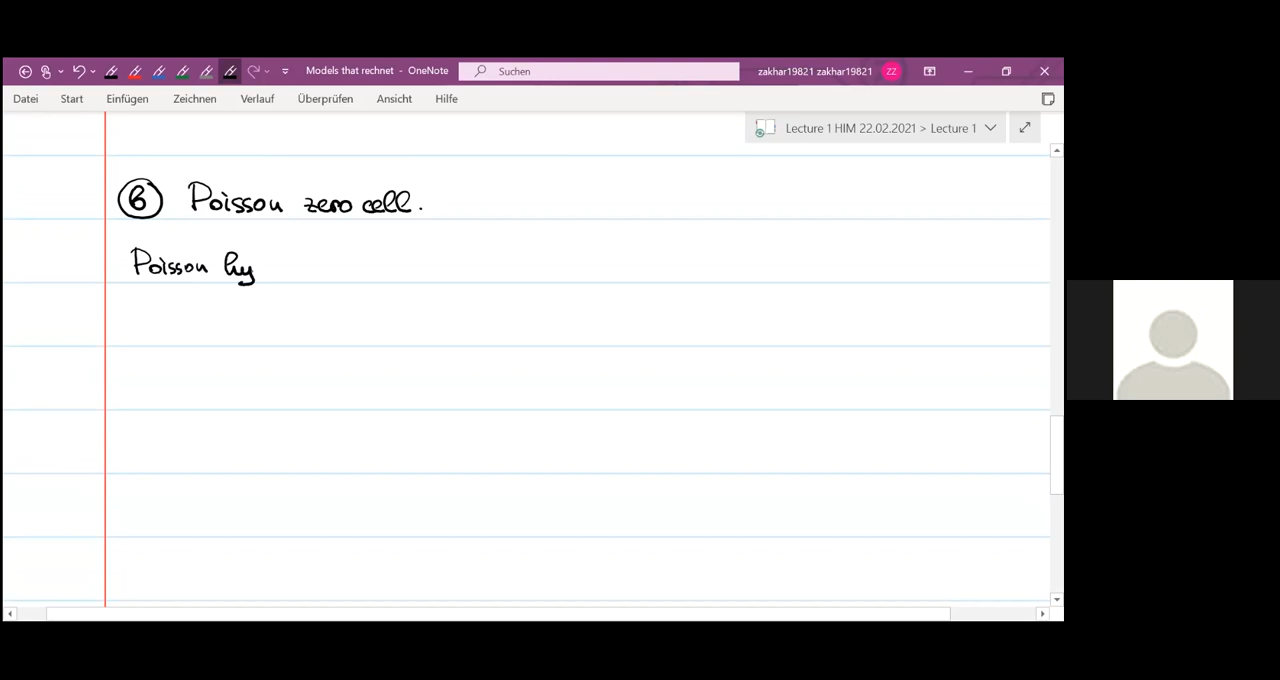 Models that rechnet - OneNote
Suchen
zakhar19821 zakhar19821
ZZ
Datei Start Einfügen Zeichnen Verlauf Überprüfen Ansicht Hilfe
Lecture 1 HIM 22.02.2021 > Lecture 1
6 Poisson zero cell.
Poisson hy